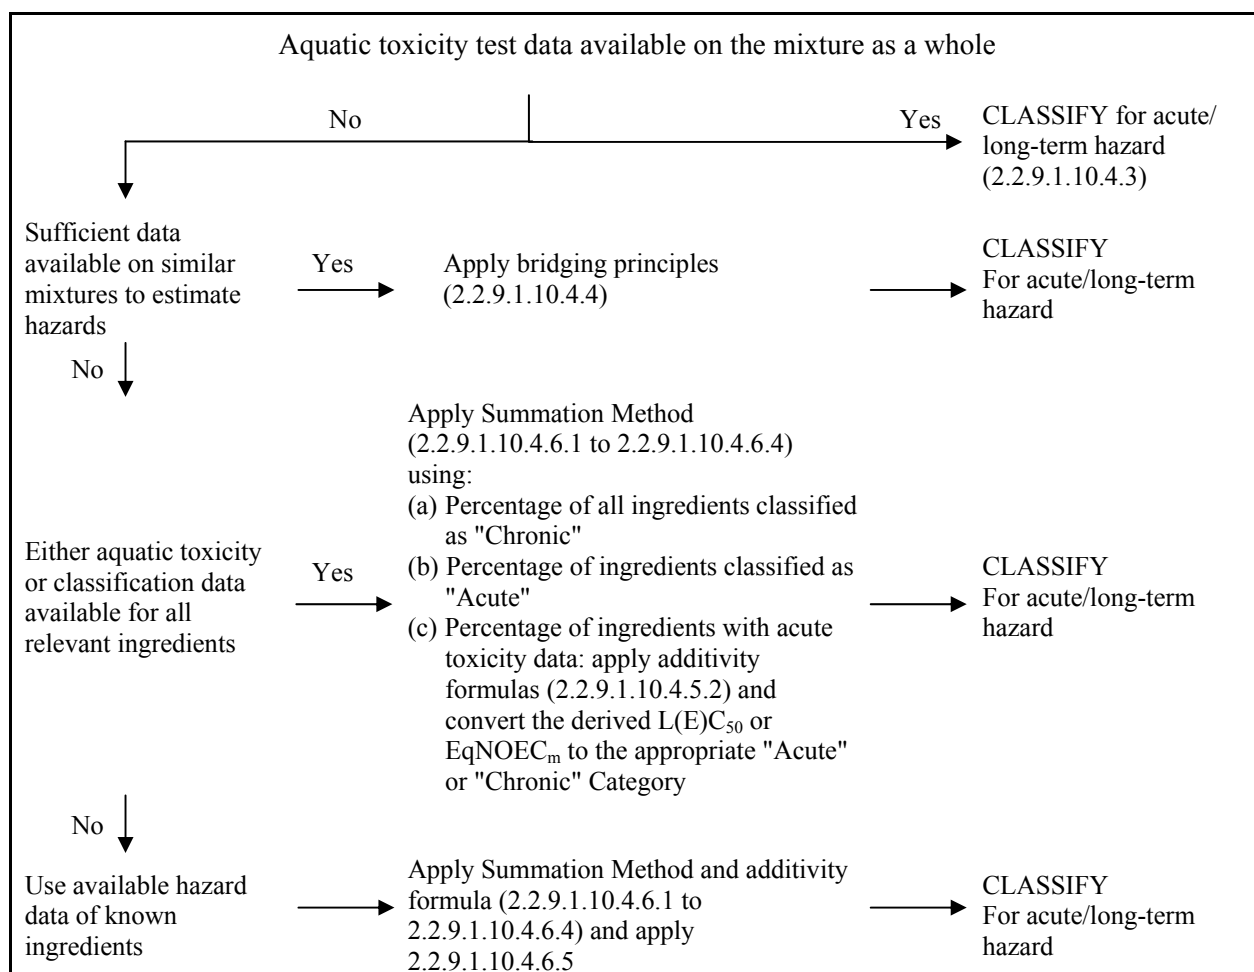 Aquatic toxicity test data available on the mixture as a whole
No
Yes
CLASSIFY for acute/
long-term hazard
(2.2.9.1.10.4.3)
Sufficient data
available on similar
mixtures to estimate
hazards
Yes
Apply bridging principles
(2.2.9.1.10.4.4)
CLASSIFY
For acute/long-term
hazard
No
Either aquatic toxicity
or classification data
available for all
relevant ingredients
Yes
Apply Summation Method
(2.2.9.1.10.4.6.1 to 2.2.9.1.10.4.6.4)
using:
(a) Percentage of all ingredients classified
as "Chronic"
(b) Percentage of ingredients classified as
"Acute"
(c) Percentage of ingredients with acute
toxicity data: apply additivity
formulas (2.2.9.1.10.4.5.2) and
convert the derived L(E)C50 or
EqNOECm to the appropriate "Acute"
or "Chronic" Category
CLASSIFY
For acute/long-term
hazard
No
Use available hazard
data of known
ingredients
Apply Summation Method and additivity
formula (2.2.9.1.10.4.6.1 to
2.2.9.1.10.4.6.4) and apply
2.2.9.1.10.4.6.5
CLASSIFY
For acute/long-term
hazard